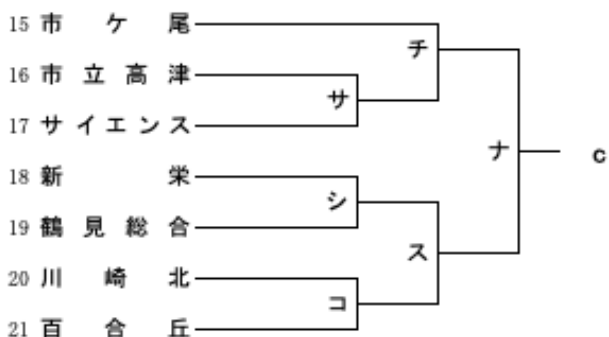 15 市ケ尾
チ
16 市立高津
サ
17 サイエンス
ナ C
18 新栄
シ
19 鶴見総合
ス
20 川崎北
コ
21 百合丘